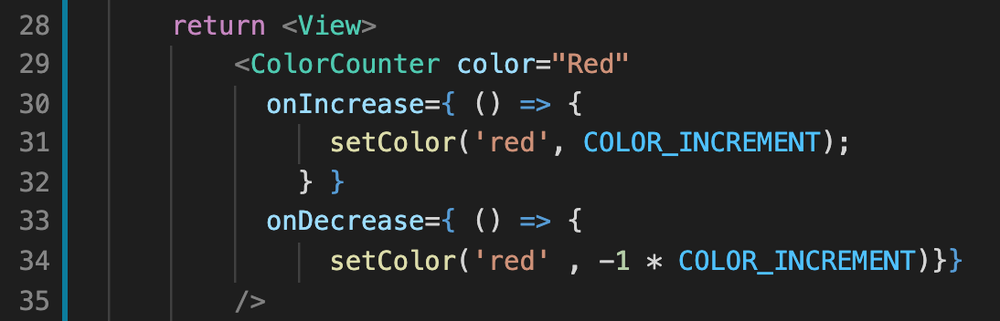 28 return <View>
29 <ColorCounter color="Red"
30 onIncrease={ () => {
31 setColor('red', COLOR_INCREMENT);
32 } }
33 onDecrease={ () => {
34 setColor('red' , -1 * COLOR_INCREMENT)}}
35 />